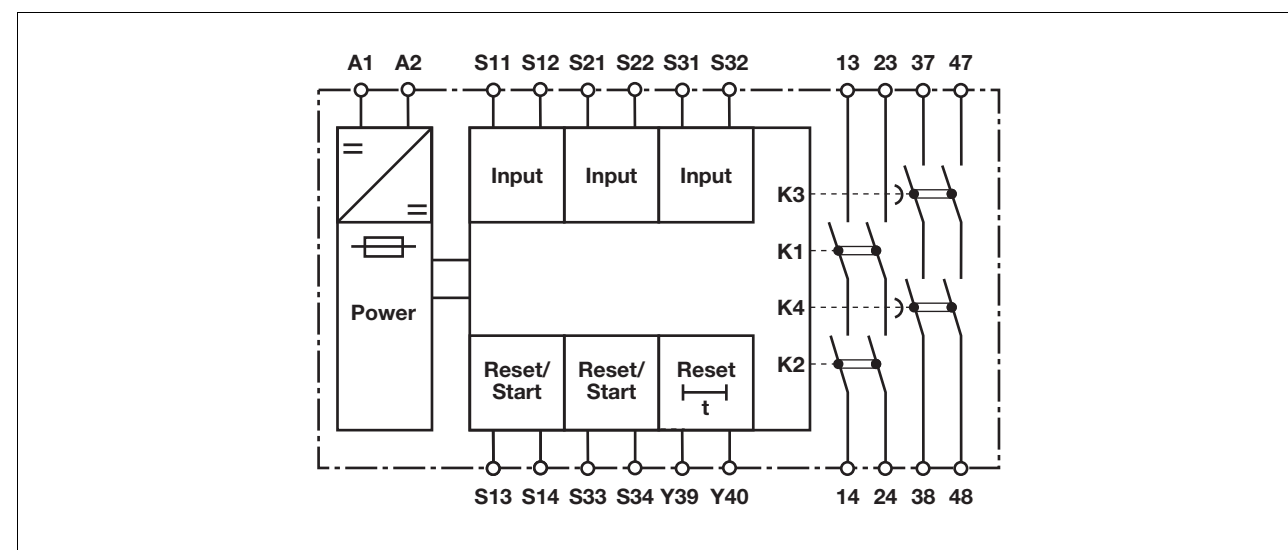 A1 A2 S11 S12 S21 S22 S31 S32 13 23 37 47
Input Input Input
K3
K1
K4
Power
K2
Reset/ Reset/ Reset
Start Start t
S13 S14 S33 S34 Y39 Y40 14 24 38 48